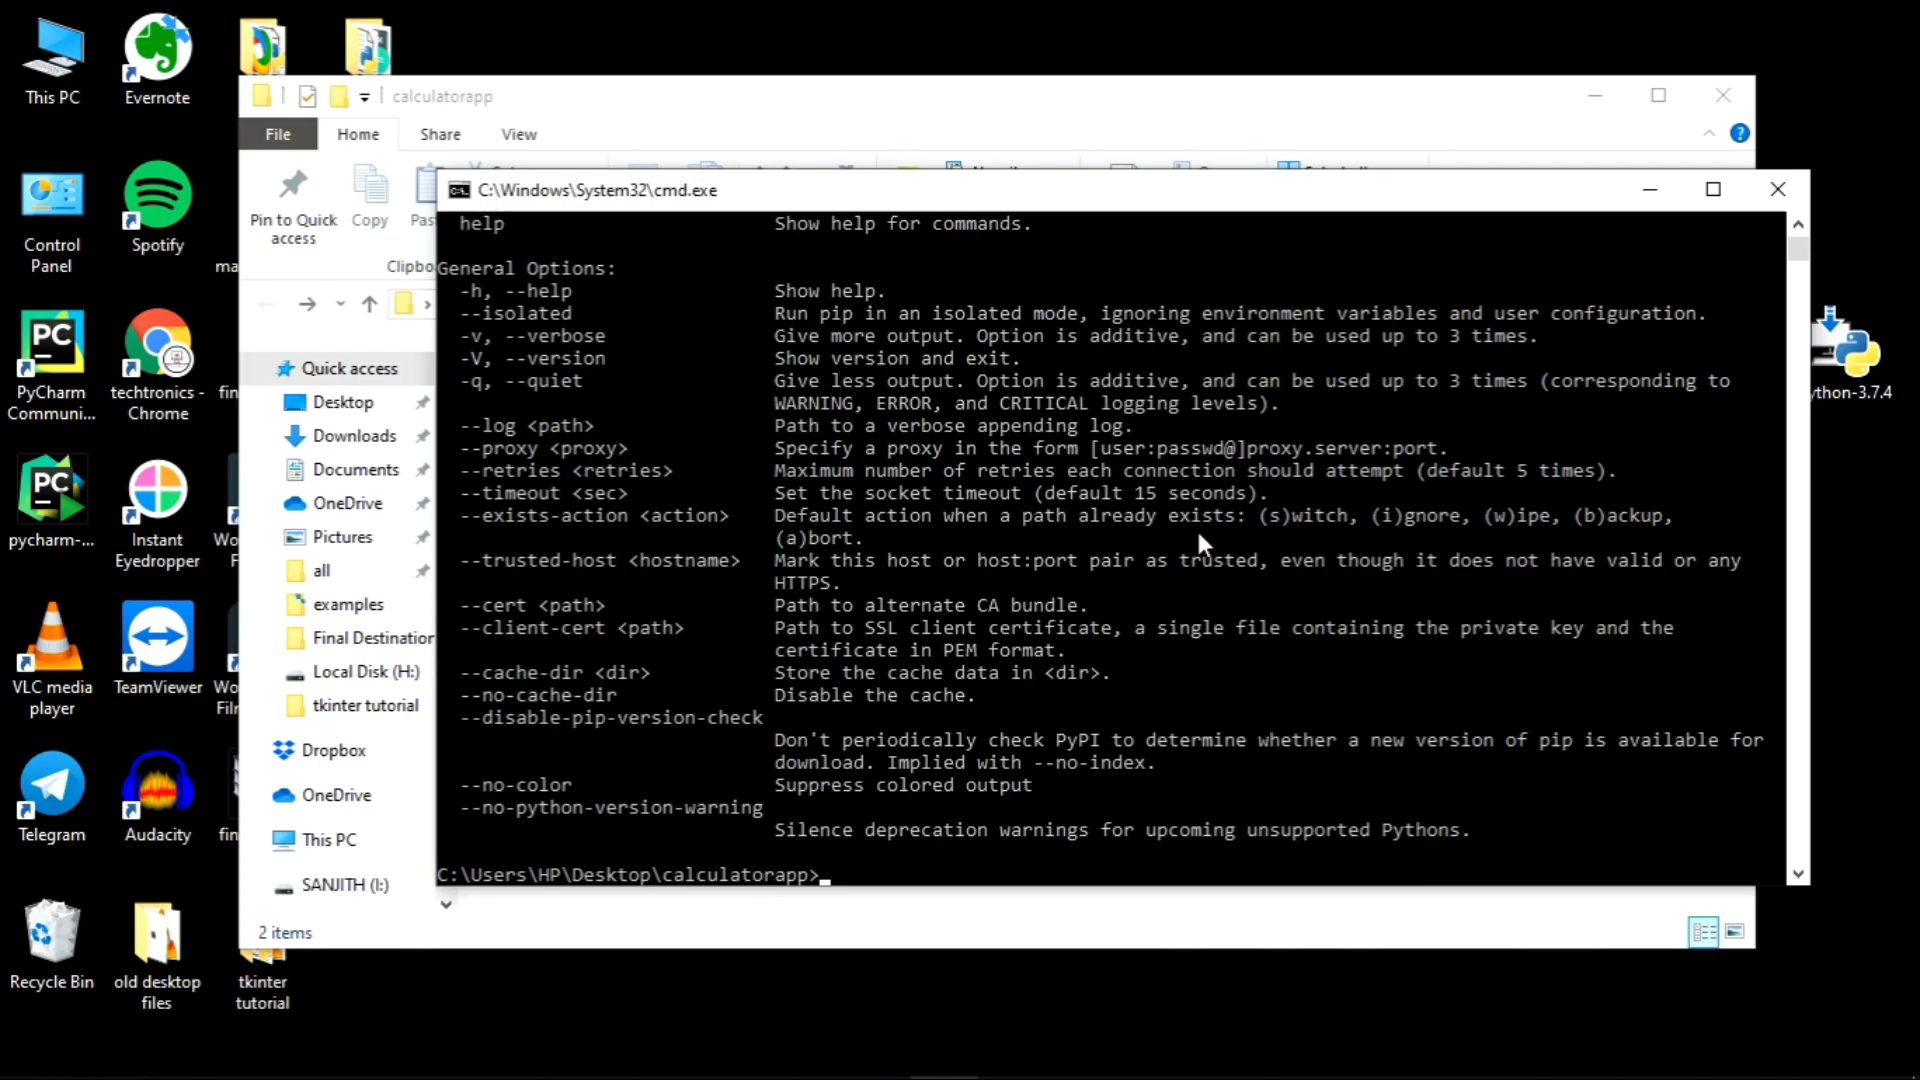 This PC
Evernote
calculatorapp
File
Home
Share
View
Pin to Quick
access
Copy
Control
Panel
Spotify
C:\Windows\System32\cmd.exe
help Show help for commands.
General Options:
-h, --help Show help.
--isolated Run pip in an isolated mode, ignoring environment variables and user configuration.
-v, --verbose Give more output. Option is additive, and can be used up to 3 times.
-V, --version Show version and exit.
-q, --quiet Give less output. Option is additive, and can be used up to 3 times (corresponding to
WARNING, ERROR, and CRITICAL logging levels).
--log <path> Path to a verbose appending log.
--proxy <proxy> Specify a proxy in the form [user:passwd@]proxy.server:port.
--retries <retries> Maximum number of retries each connection should attempt (default 5 times).
--timeout <sec> Set the socket timeout (default 15 seconds).
--exists-action <action> Default action when a path already exists: (s)witch, (i)gnore, (w)ipe, (b)ackup,
(a)bort.
--trusted-host <hostname> Mark this host or host:port pair as trusted, even though it does not have valid or any
HTTPS.
--cert <path> Path to alternate CA bundle.
--client-cert <path> Path to SSL client certificate, a single file containing the private key and the
certificate in PEM format.
--cache-dir <dir> Store the cache data in <dir>.
--no-cache-dir Disable the cache.
--disable-pip-version-check
Don't periodically check PyPI to determine whether a new version of pip is available for
download. Implied with --no-index.
--no-color Suppress colored output
--no-python-version-warning
Silence deprecation warnings for upcoming unsupported Pythons.
C:\Users\HP\Desktop\calculatorapp>
Quick access
Desktop
Downloads
Documents
OneDrive
Pictures
all
examples
Final Destination
Local Disk (H:)
tkinter tutorial
Dropbox
OneDrive
This PC
SANJITH (I:)
2 items
PyCharm
Communi...
techtronics -
Chrome
pycharm-...
Instant
Eyedropper
VLC media
player
TeamViewer
Telegram
Audacity
Recycle Bin
old desktop
files
tkinter
tutorial
ython-3.7.4